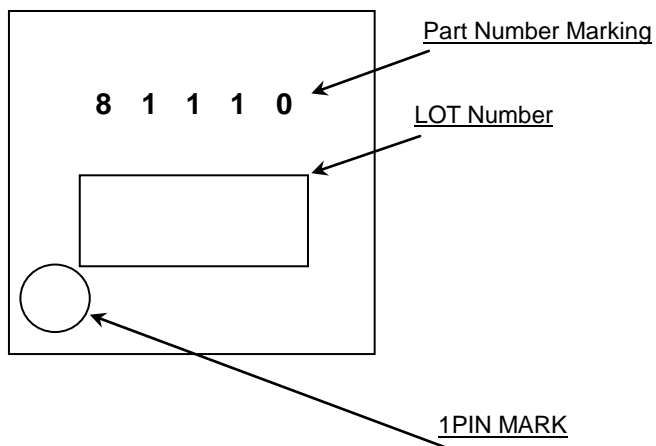 Part Number Marking
8 1 1 1 0
LOT Number
1PIN MARK